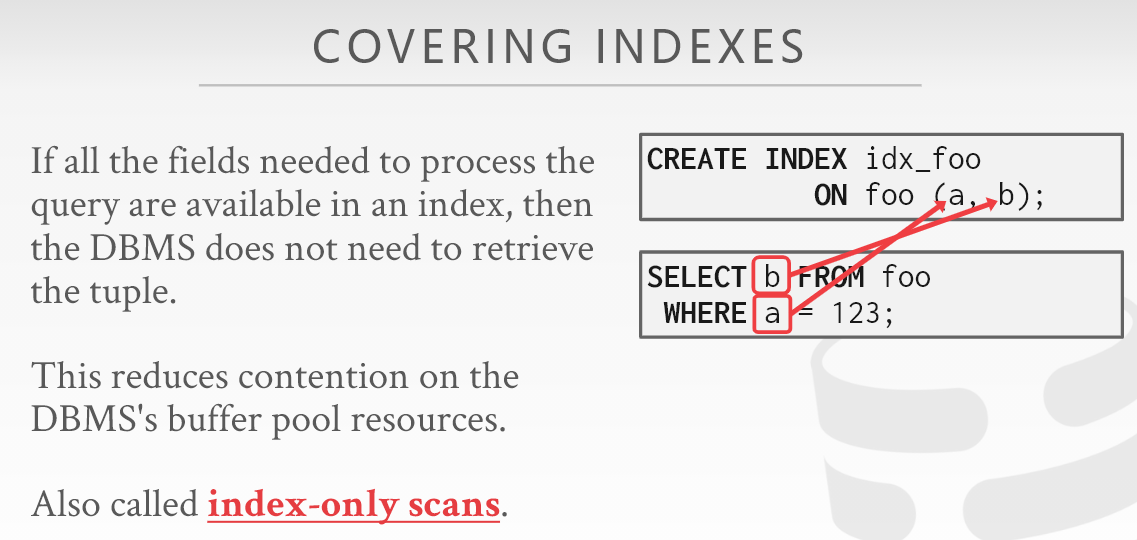 COVERING INDEXES
If all the fields needed to process the
query are available in an index, then
the DBMS does not need to retrieve
the tuple.
This reduces contention on the
DBMS's buffer pool resources.
Also called index-only scans.
CREATE INDEX idx_foo
ON foo (a, b);
SELECT b FROM foo
WHERE a = 123;